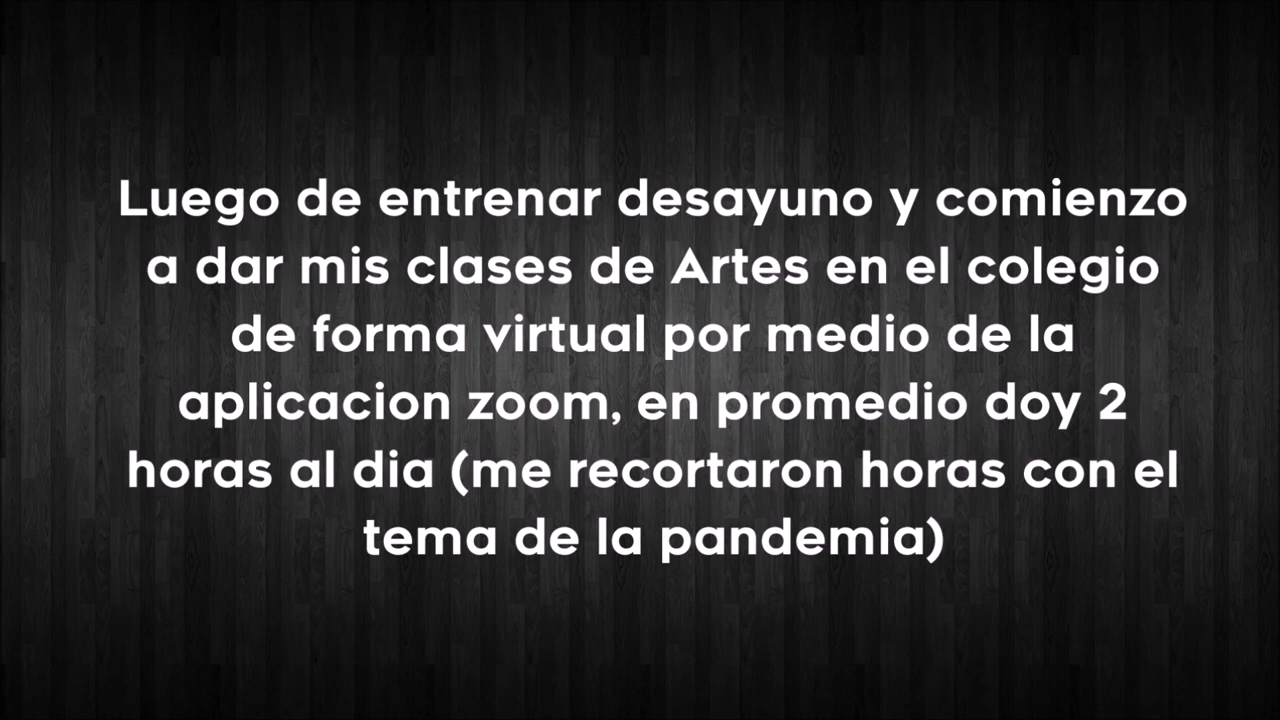 Luego de entrenar desayuno y comienzo
a dar mis clases de Artes en el colegio
de forma virtual por medio de la
aplicacion zoom, en promedio doy 2
horas al dia (me recortaron horas con el
tema de la pandemia)